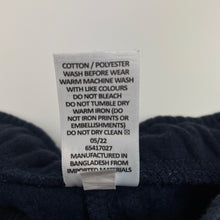 COTTON / POLYESTER
WASH BEFORE WEAR
WARM MACHINE WASH
WITH LIKE COLOURS
DO NOT BLEACH
DO NOT TUMBLE DRY
WARM IRON (DO
NOT IRON PRINTS OR
EMBELLISHMENTS)
DO NOT DRY CLEAN
05/22
65417027
MANUFACTURED IN
BANGLADESH FROM
IMPORTED MATERIALS